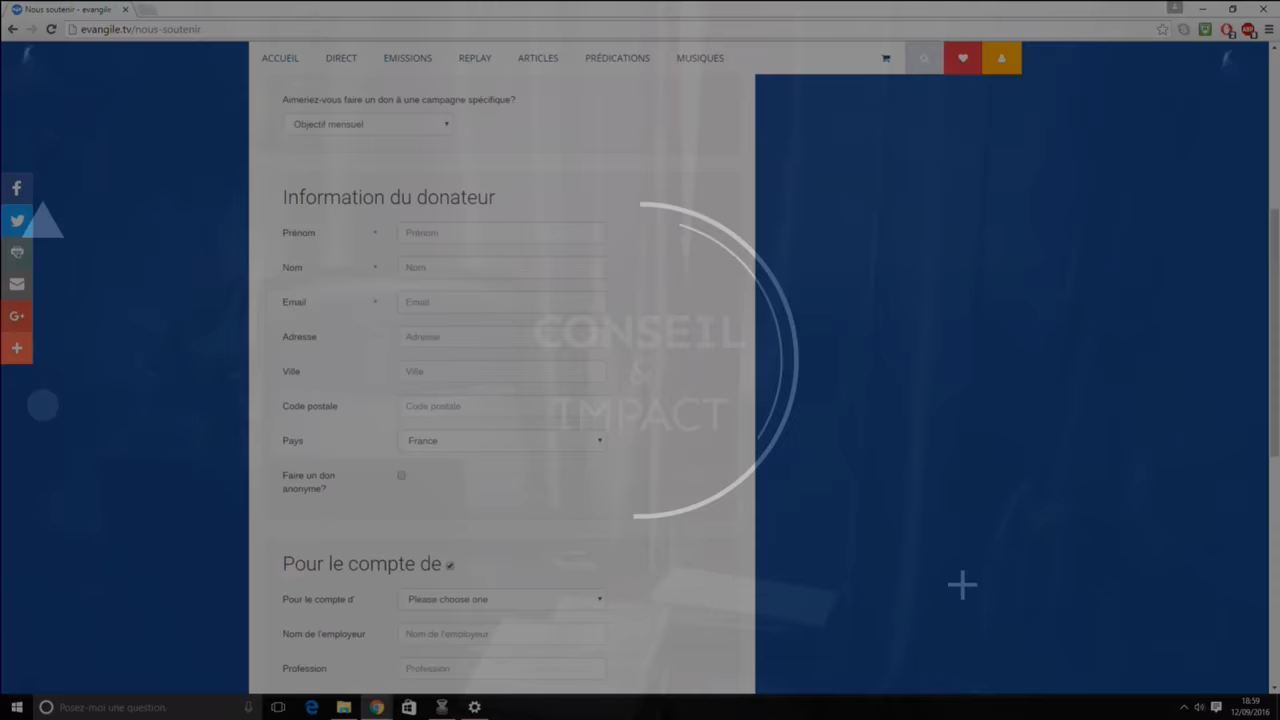 Nous soutenir - evangile
evangile.tv/nous-soutenir
ACCUEIL DIRECT EMISSIONS REPLAY ARTICLES PRÉDICATIONS MUSIQUES
Aimeriez-vous faire un don à une campagne spécifique?
Objectif mensuel
Information du donateur
Prénom * Prénom
Nom * Nom
Email * Email
Adresse Adresse
Ville Ville
Code postale Code postale
Pays France
Faire un don
anonyme?
CONSEIL
&
IMPACT
Pour le compte de
Pour le compte d' Please choose one
Nom de l'employeur Nom de l'employeur
Profession Profession
Posez-moi une question.
18:59
12/09/2016